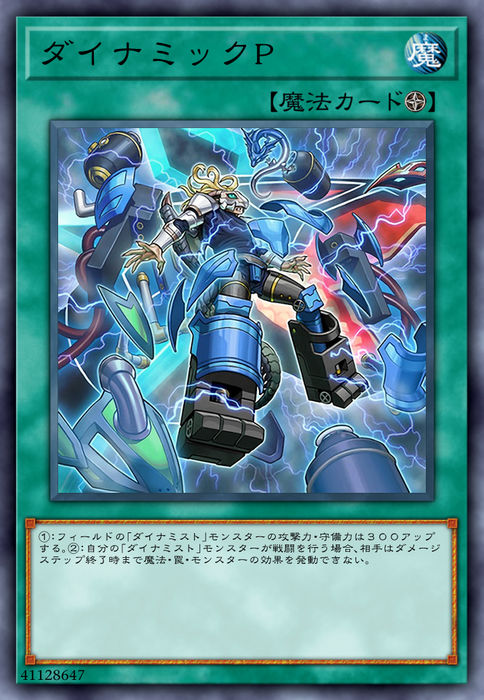 ダイナミックP
魔
【魔法カード】
①:フィールドの「ダイナミスト」モンスターの攻撃力・守備力は３００アップ
する。②:自分の「ダイナミスト」モンスターが戦闘を行う場合、相手はダメージ
ステップ終了時まで魔法・罠・モンスターの効果を発動できない。
41128647